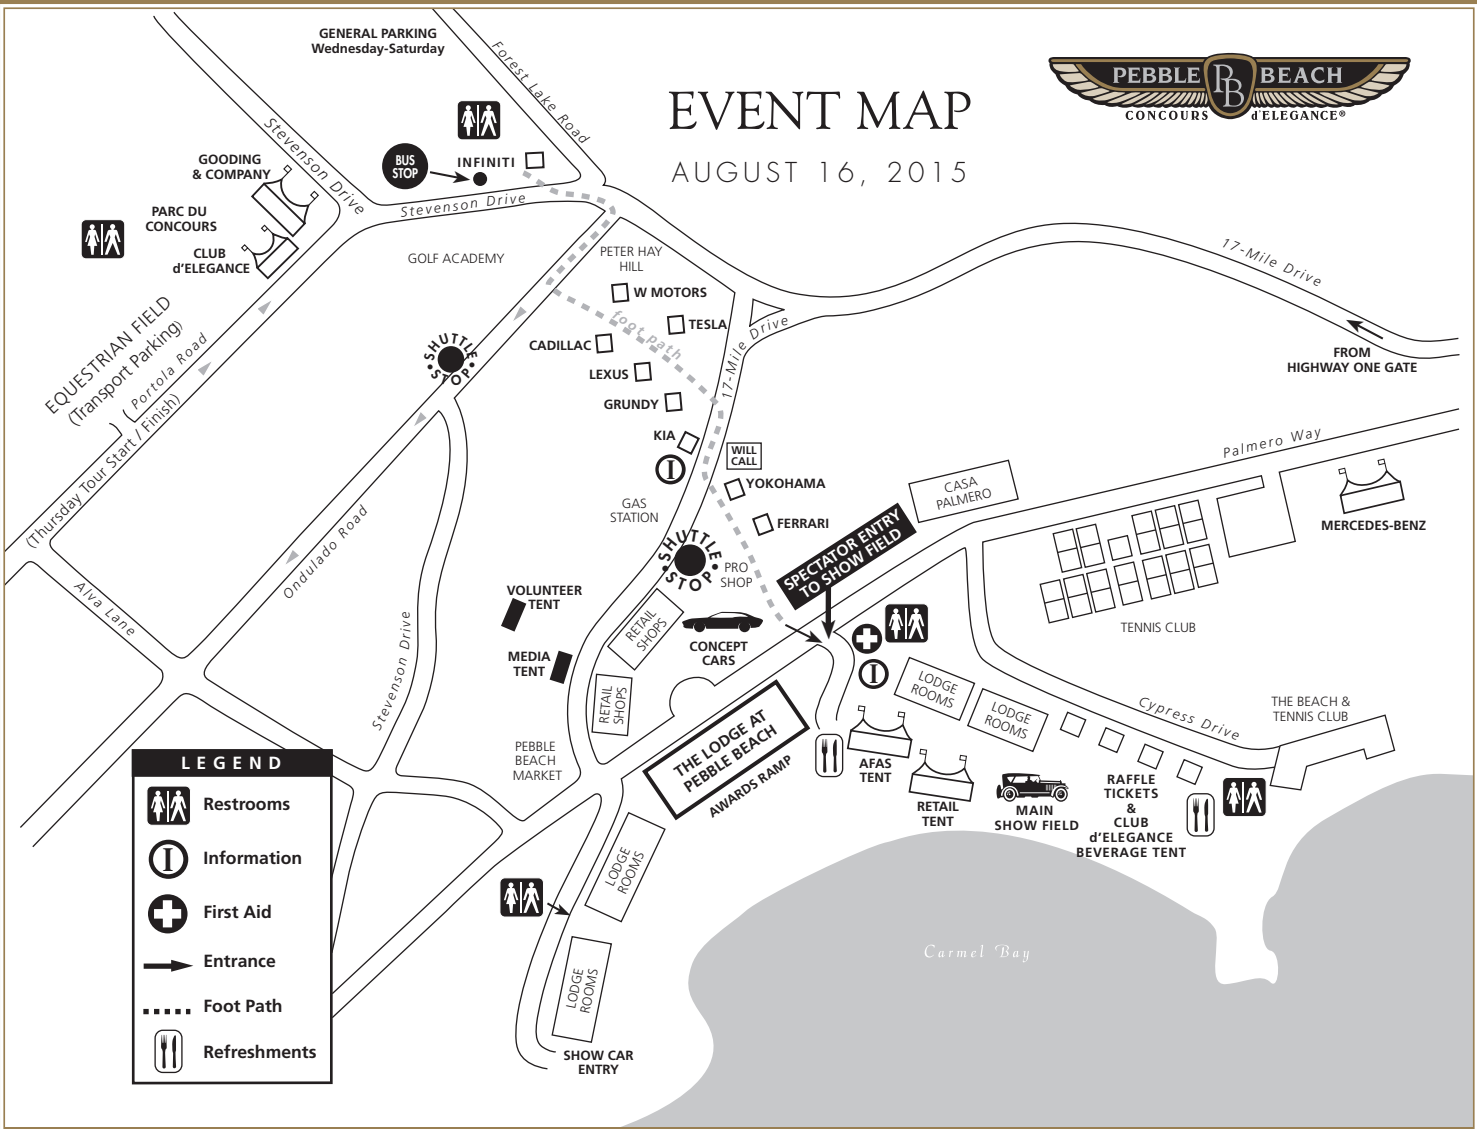 GENERAL PARKING
Wednesday-Saturday
Forest Lake Road
EVENT MAP
AUGUST 16, 2015
PEBBLE PB BEACH
CONCOURS d'ELEGANCE®
Stevenson Drive
GOODING
& COMPANY
BUS
STOP
INFINITI
Stevenson Drive
PARC DU
CONCOURS
CLUB
d'ELEGANCE
GOLF ACADEMY
PETER HAY
HILL
17-Mile Drive
W MOTORS
TESLA
foot path
17-Mile Drive
CADILLAC
LEXUS
GRUNDY
KIA
I
WILL
CALL
YOKOHAMA
FERRARI
FROM
HIGHWAY ONE GATE
EQUESTRIAN FIELD
(Transport Parking)
Portola Road
(Thursday Tour Start / Finish)
SHUTTLE
STOP
Palmero Way
CASA
PALMERO
MERCEDES-BENZ
GAS
STATION
SHUTTLE
STOP
PRO
SHOP
SPECTATOR ENTRY
TO SHOW FIELD
Ondulado Road
Alva Lane
Stevenson Drive
VOLUNTEER
TENT
MEDIA
TENT
RETAIL
SHOPS
RETAIL
SHOPS
CONCEPT
CARS
I
TENNIS CLUB
LODGE
ROOMS
LODGE
ROOMS
Cypress Drive
THE BEACH &
TENNIS CLUB
THE LODGE AT
PEBBLE BEACH
AWARDS RAMP
PEBBLE
BEACH
MARKET
AFAS
TENT
RETAIL
TENT
MAIN
SHOW FIELD
RAFFLE
TICKETS
&
CLUB
d'ELEGANCE
BEVERAGE TENT
LODGE
ROOMS
LODGE
ROOMS
SHOW CAR
ENTRY
Carmel Bay
LEGEND
Restrooms
I
Information
First Aid
Entrance
Foot Path
Refreshments